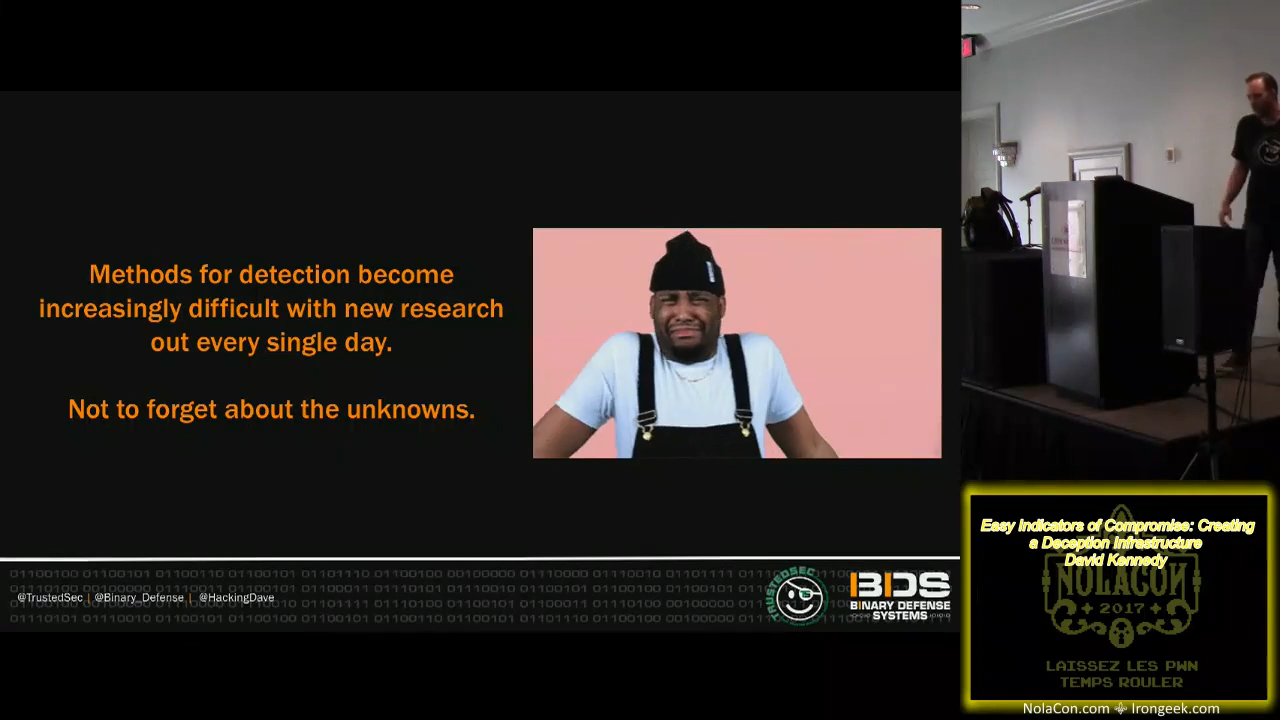 Methods for detection become
increasingly difficult with new research
out every single day.
Not to forget about the unknowns.
@TrustedSec | @Binary_Defense | @HackingDave
TRUSTEDSEC
BDS
BINARY DEFENSE
SYSTEMS
Easy Indicators of Compromise: Creating
a Deception Infrastructure
David Kennedy
NOLACON
2017
LAISSEZ LES PWN
TEMPS ROULER
NolaCon.com Irongeek.com